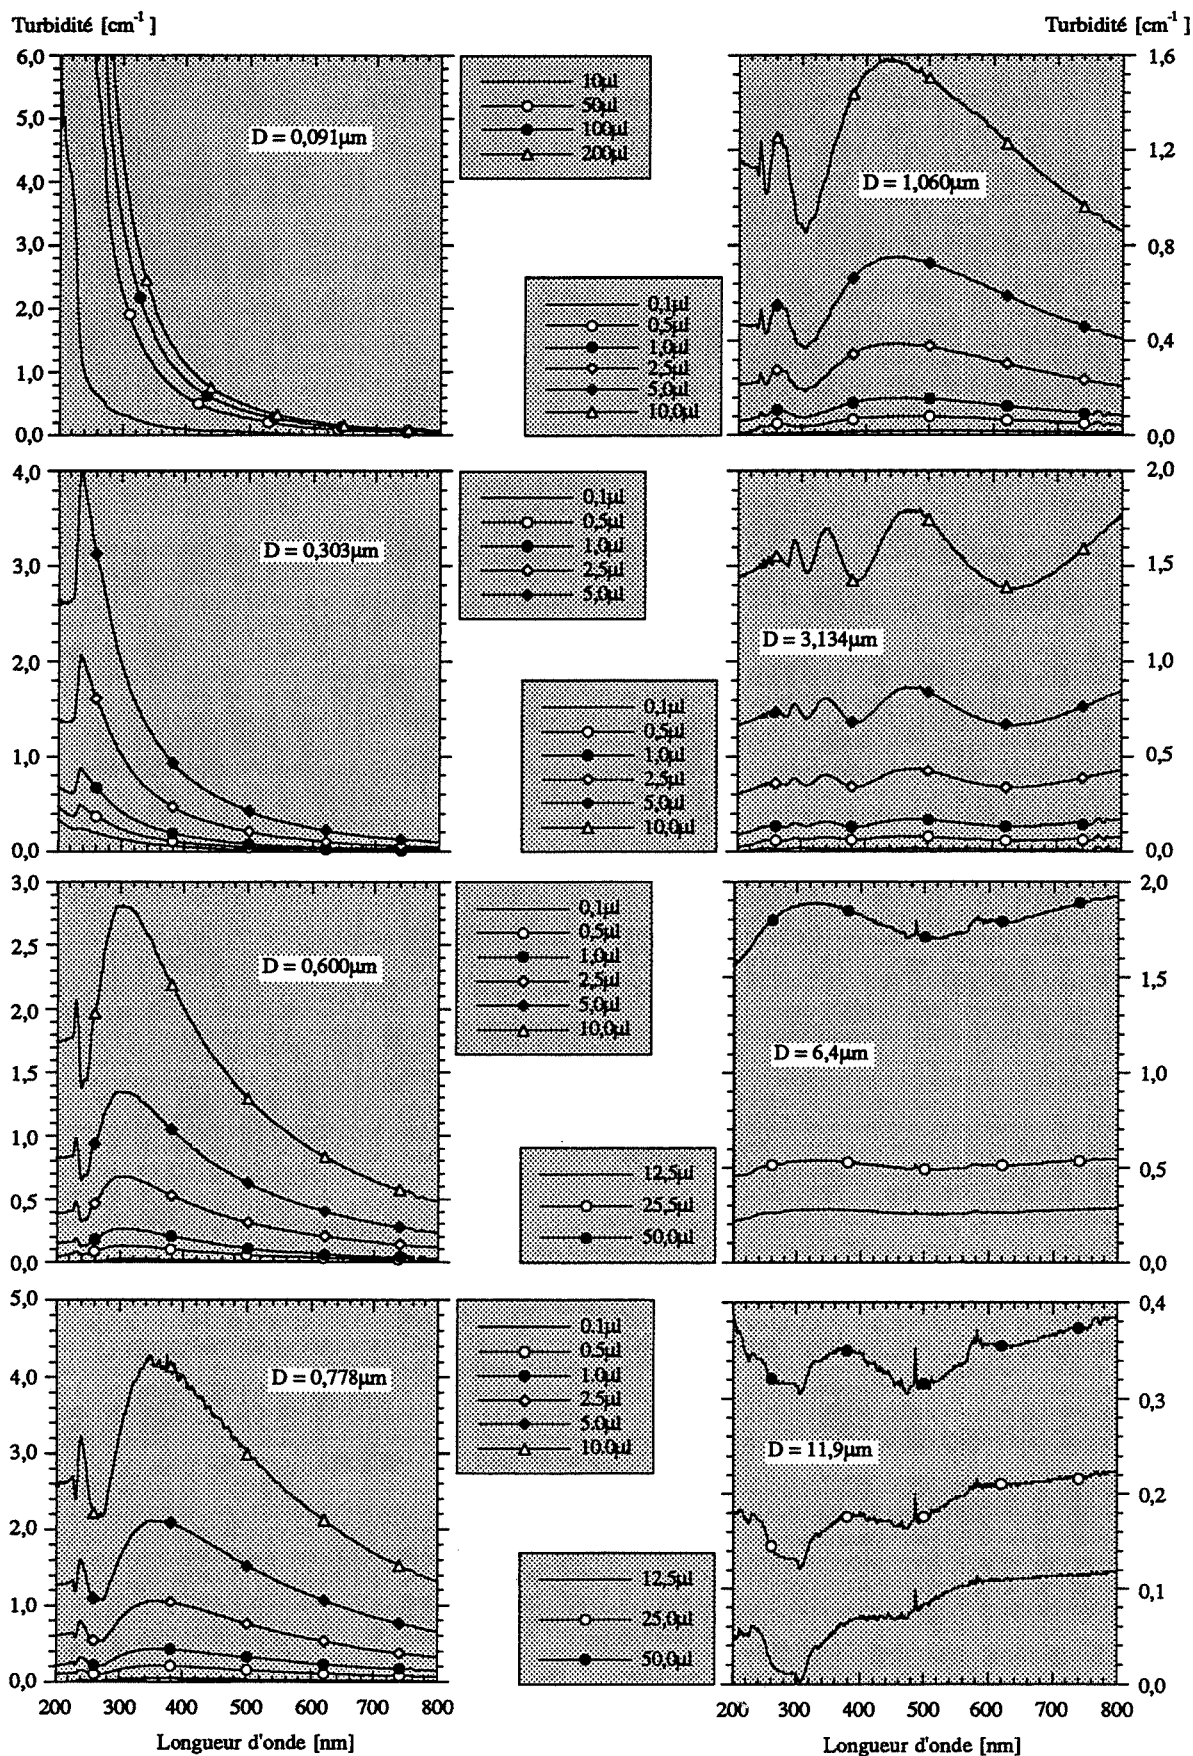 Turbidité [cm-1 ]
Turbidité [cm-1 ]
6,0
5,0
4,0
3,0
2,0
1,0
0,0
D = 0,091µm
10µl
50µl
100µl
200µl
1,6
1,2
0,8
0,4
0,0
D = 1,060µm
0,1µl
0,5µl
1,0µl
2,5µl
5,0µl
10,0µl
4,0
3,0
2,0
1,0
0,0
D = 0,303µm
0,1µl
0,5µl
1,0µl
2,5µl
5,0µl
2,0
1,5
1,0
0,5
0,0
D = 3,134µm
0,1µl
0,5µl
1,0µl
2,5µl
5,0µl
10,0µl
3,0
2,5
2,0
1,5
1,0
0,5
0,0
D = 0,600µm
0,1µl
0,5µl
1,0µl
2,5µl
5,0µl
10,0µl
2,0
1,5
1,0
0,5
0,0
D = 6,4µm
12,5µl
25,5µl
50,0µl
5,0
4,0
3,0
2,0
1,0
0,0
D = 0,778µm
0.1µl
0.5µl
1.0µl
2.5µl
5.0µl
10.0µl
0,4
0,3
0,2
0,1
0,0
D = 11,9µm
12,5µl
25,0µl
50,0µl
200 300 400 500 600 700 800
200 300 400 500 600 700 800
Longueur d'onde [nm]
Longueur d'onde [nm]